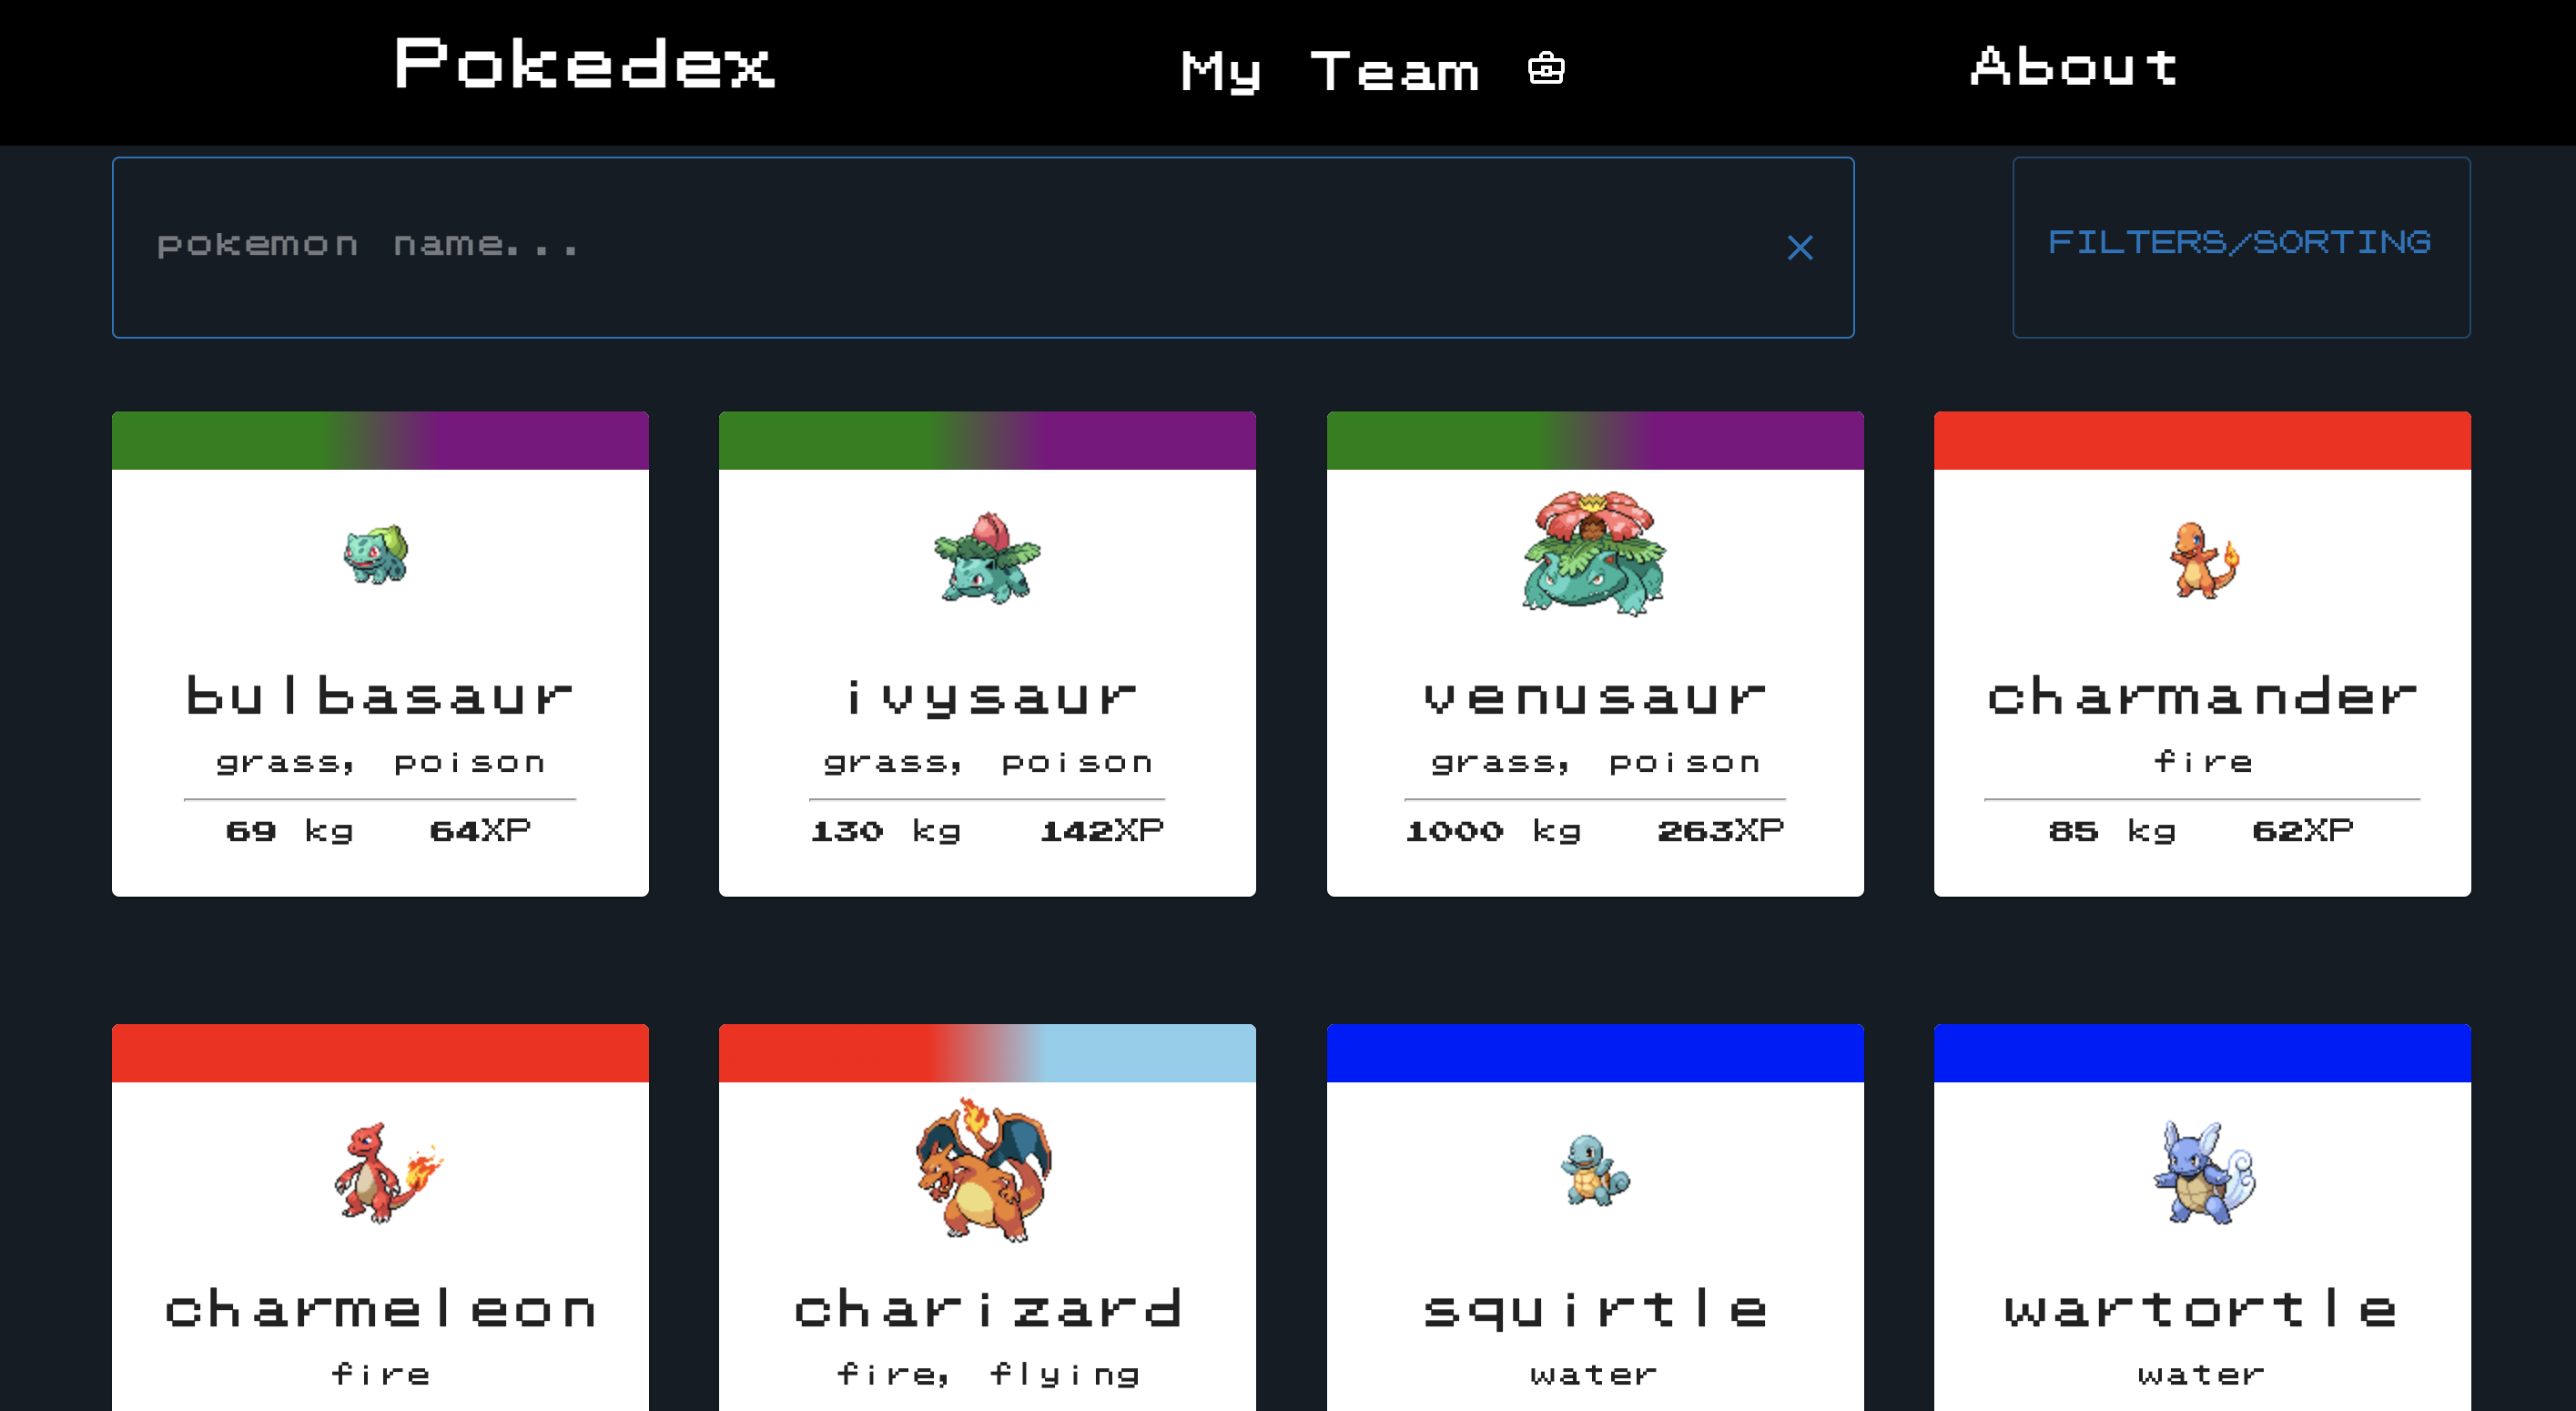 Pokedex
My Team
About
pokemon name...
FILTERS/SORTING
bulbasaur
grass, poison
69 kg 64XP
ivysaur
grass, poison
130 kg 142XP
venusaur
grass, poison
1000 kg 263XP
charmander
fire
85 kg 62XP
charmeleon
fire
charizard
fire, flying
squirtle
water
wartortle
water